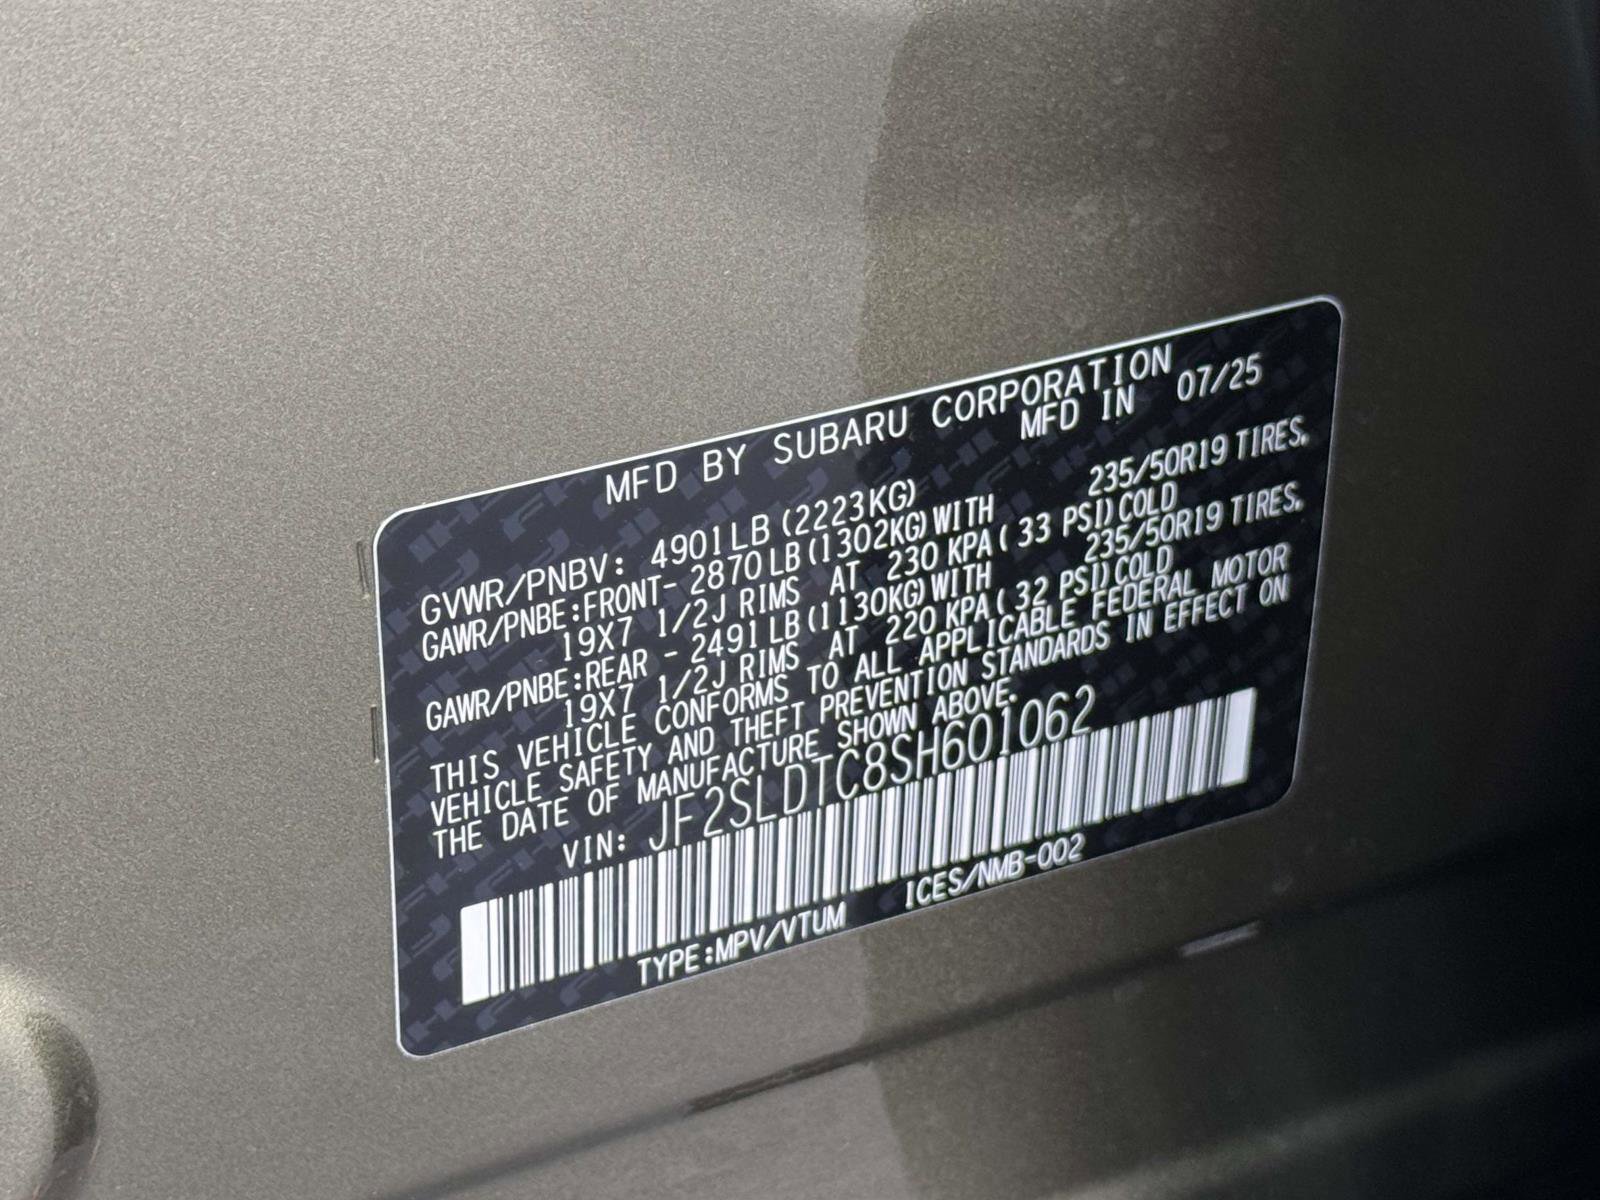 MFD BY SUBARU CORPORATION
MFD IN 07/25
GVWR/PNBV: 4901LB (2223KG)
GAWR/PNBE:FRONT- 2870LB(1302KG)WITH 235/50R19 TIRES,
19X7 1/2J RIMS AT 230 KPA( 33 PSI)COLD
GAWR/PNBE:REAR - 2491LB(1130KG)WITH 235/50R19 TIRES,
19X7 1/2J RIMS AT 220 KPA( 32 PSI)COLD
THIS VEHICLE CONFORMS TO ALL APPLICABLE FEDERAL MOTOR
VEHICLE SAFETY AND THEFT PREVENTION STANDARDS IN EFFECT ON
THE DATE OF MANUFACTURE SHOWN ABOVE.
VIN: JF2SLDTC8SH601062
TYPE:MPV/VTUM ICES/NMB-002